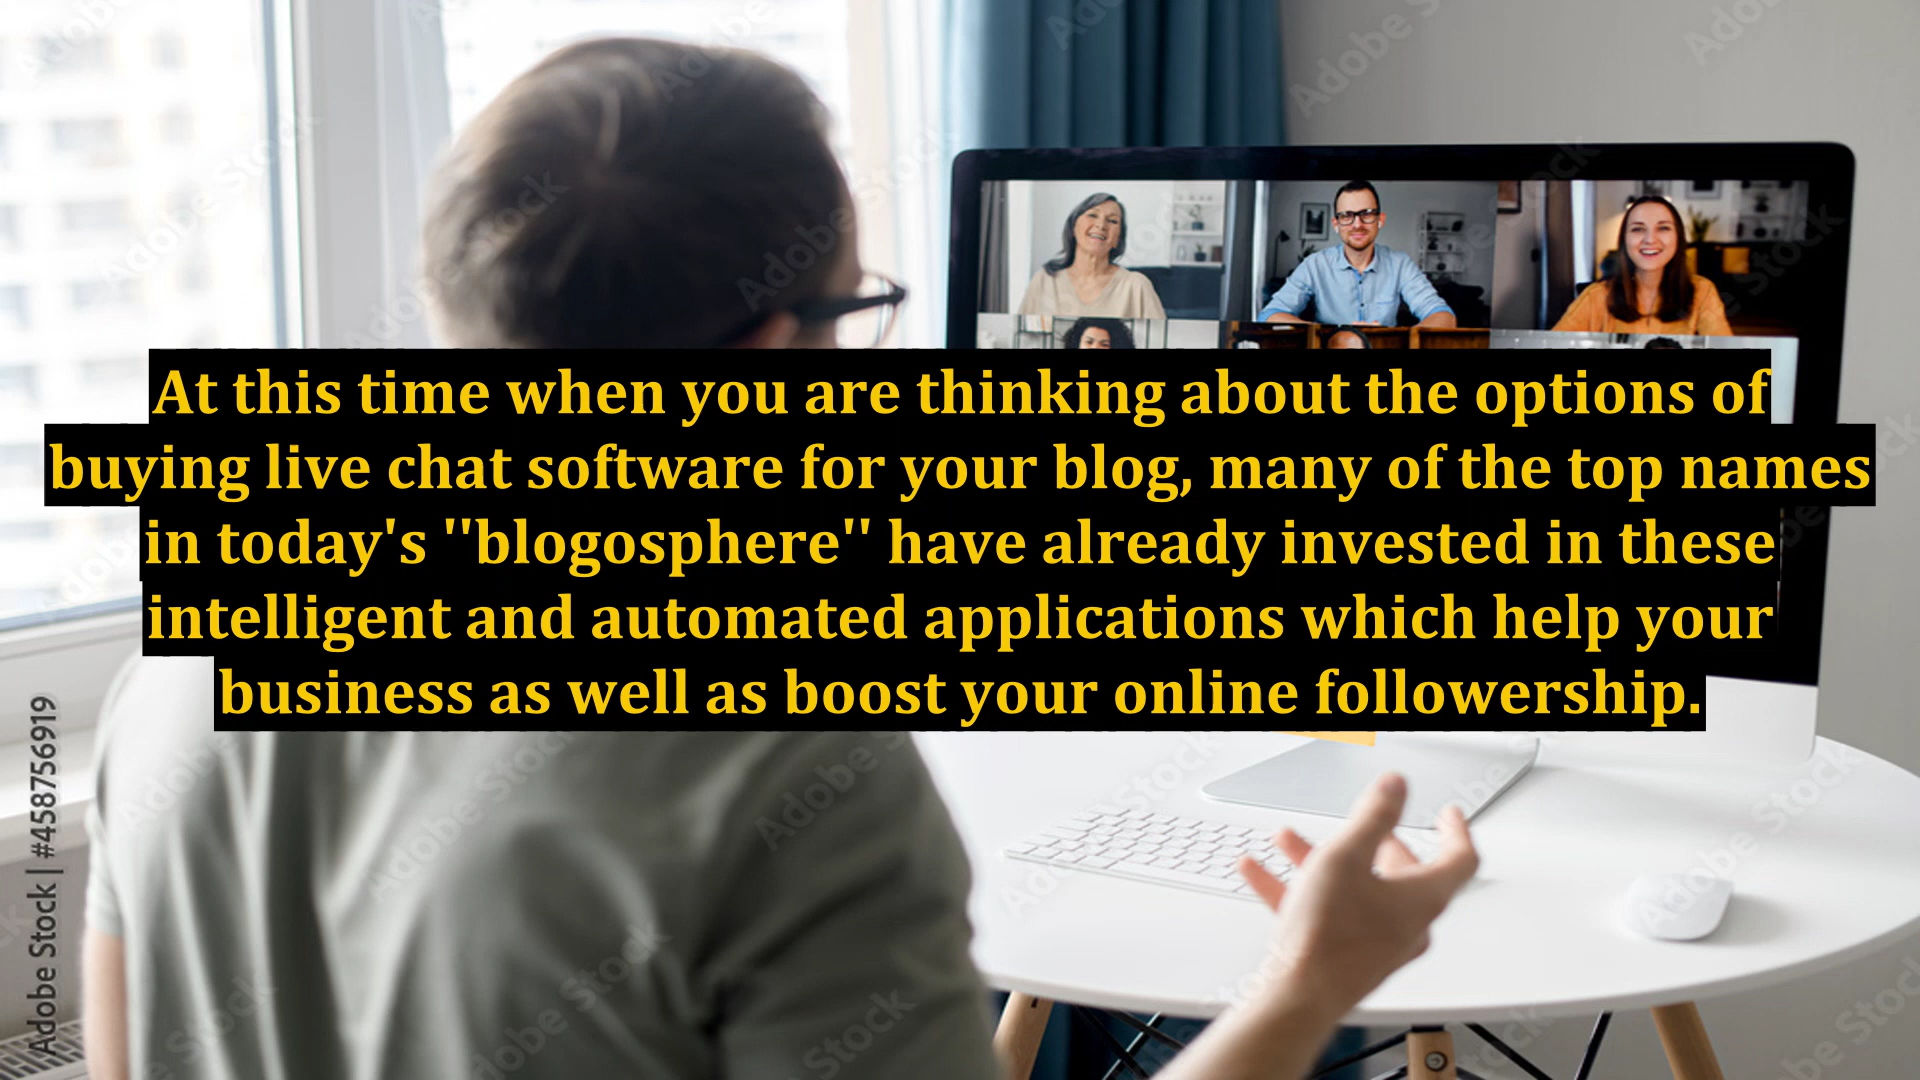 At this time when you are thinking about the options of
buying live chat software for your blog, many of the top names
in today's "blogosphere" have already invested in these
intelligent and automated applications which help your
business as well as boost your online followership.
Adobe Stock | #458756919